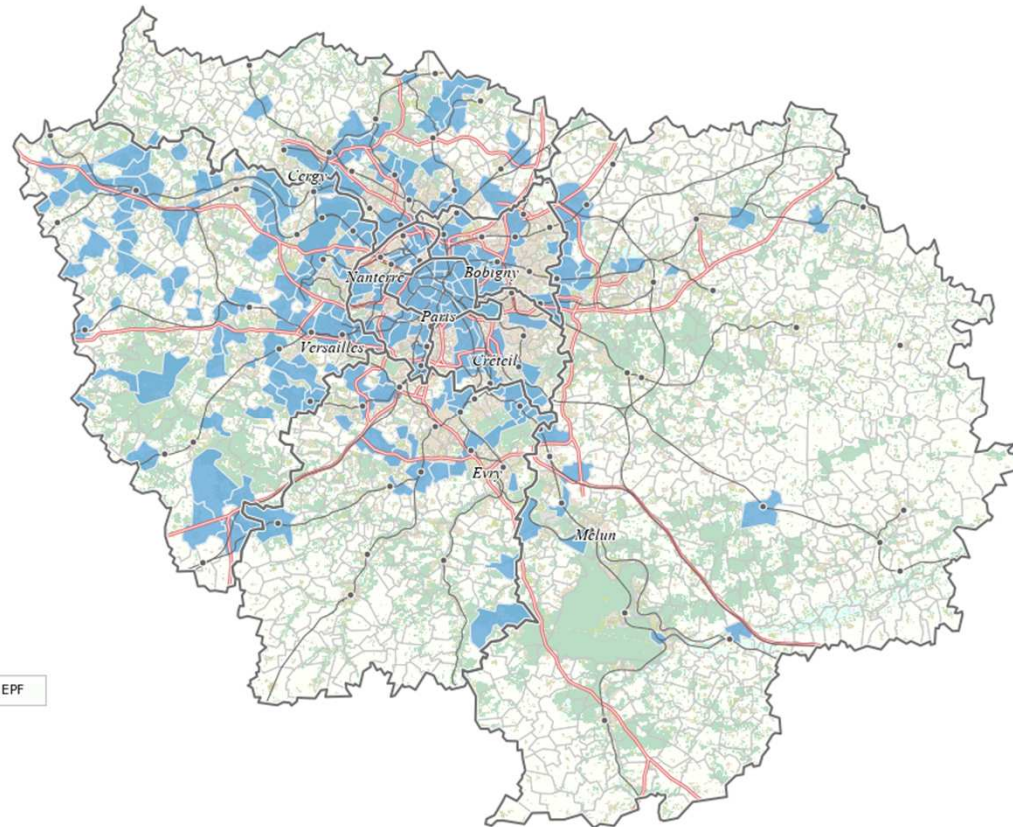 Cergy
Nanterre
Bobigny
Paris
Versailles
Créteil
Evry
Melun
EPF